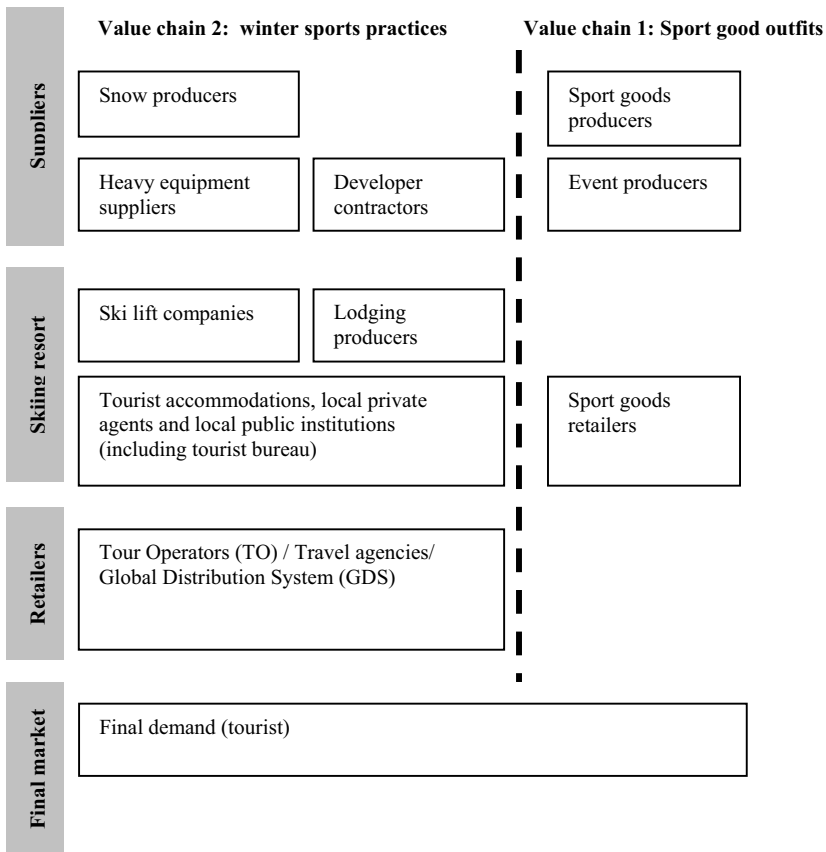 Value chain 2: winter sports practices
Value chain 1: Sport good outfits
Suppliers
Snow producers
Sport goods
producers
Heavy equipment
suppliers
Developer
contractors
Event producers
Skiing resort
Ski lift companies
Lodging
producers
Tourist accommodations, local private
agents and local public institutions
(including tourist bureau)
Sport goods
retailers
Retailers
Tour Operators (TO) / Travel agencies/
Global Distribution System (GDS)
Final market
Final demand (tourist)